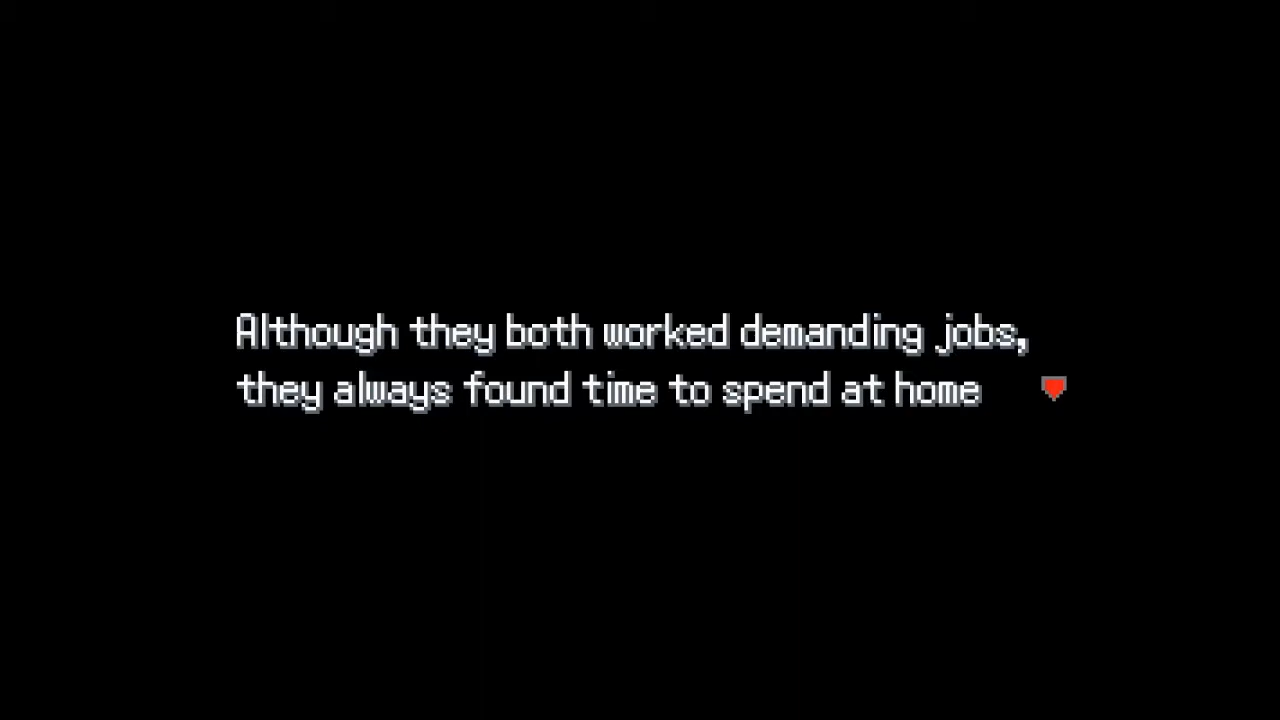 Although they both worked demanding jobs,
they always found time to spend at home